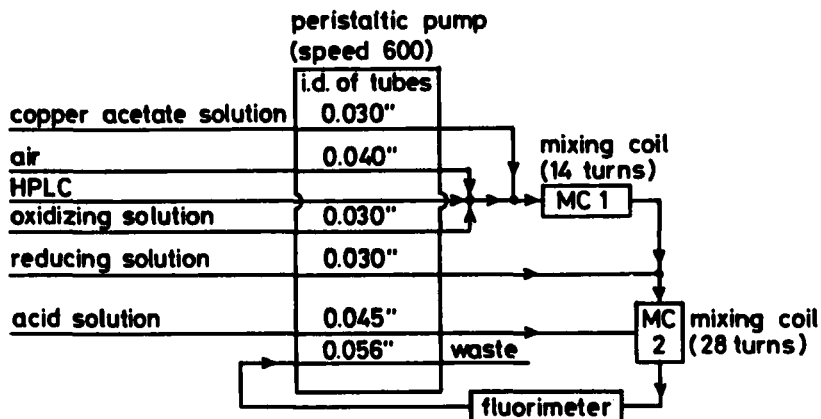 peristaltic pump
(speed 600)
i.d. of tubes
copper acetate solution 0.030"
air 0.040"
HPLC
oxidizing solution 0.030"
reducing solution 0.030"
acid solution 0.045"
0.056" waste
mixing coil
(14 turns)
MC 1
MC
2
mixing coil
(28 turns)
fluorimeter